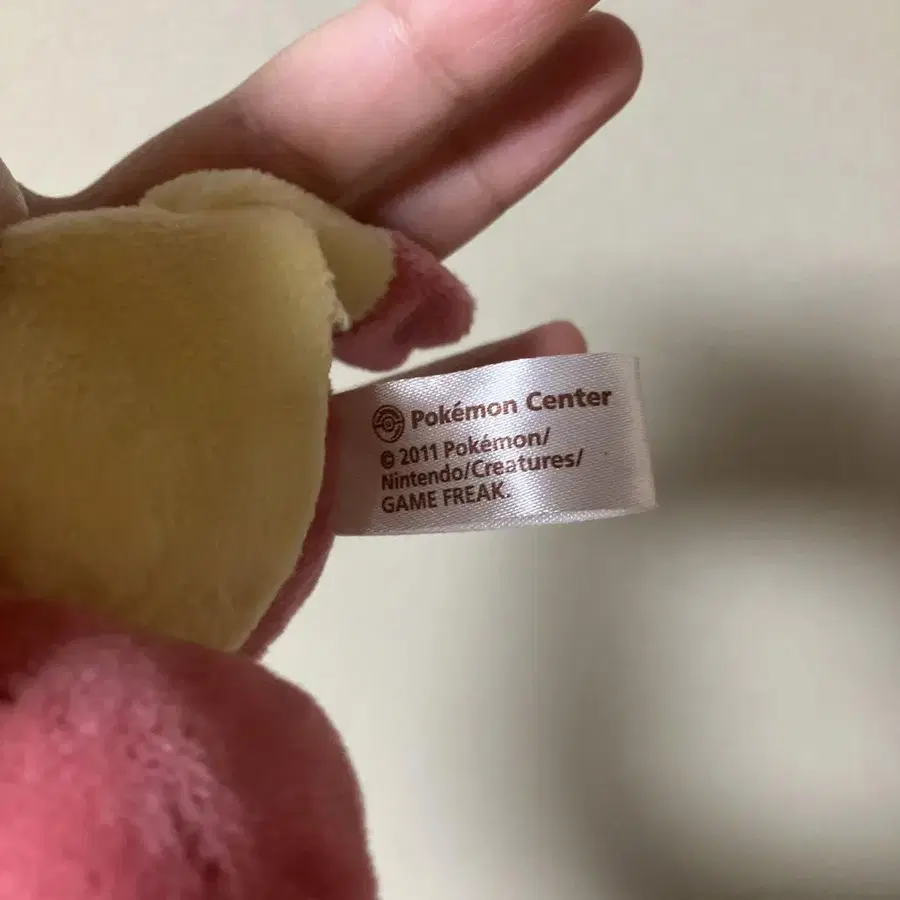 Pokémon Center
© 2011 Pokémon/
Nintendo/Creatures/
GAME FREAK.